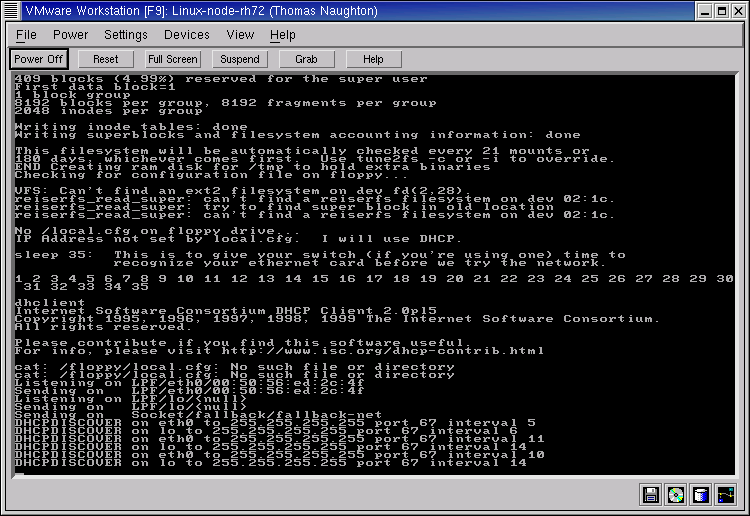 VMware Workstation [F9]: Linux-node-rh72 (Thomas Naughton)
File Power Settings Devices View Help
Power Off Reset Full Screen Suspend Grab Help
409 blocks (4.99%) reserved for the super user
First data block=1
1 block group
8192 blocks per group, 8192 fragments per group
2048 inodes per group
Writing inode tables: done
Writing superblocks and filesystem accounting information: done
This filesystem will be automatically checked every 21 mounts or
180 days, whichever comes first.  Use tune2fs -c or -i to override.
END Creating ram disk for /tmp to hold extra binaries
Checking for configuration file on floppy...
VFS: Can't find an ext2 filesystem on dev fd(2,28).
reiserfs_read_super: can't find a reiserfs filesystem on dev 02:1c.
reiserfs_read_super: try to find super block in old location
reiserfs_read_super: can't find a reiserfs filesystem on dev 02:1c.
No /local.cfg on floppy drive...
IP Address not set by local.cfg.  I will use DHCP.
sleep 35:  This is to give your switch (if you're using one) time to
recognize your ethernet card before we try the network.
1 2 3 4 5 6 7 8 9 10 11 12 13 14 15 16 17 18 19 20 21 22 23 24 25 26 27 28 29 30
31 32 33 34 35
dhclient
Internet Software Consortium DHCP Client 2.0pl5
Copyright 1995, 1996, 1997, 1998, 1999 The Internet Software Consortium.
All rights reserved.
Please contribute if you find this software useful.
For info, please visit http://www.isc.org/dhcp-contrib.html
cat: /floppy/local.cfg: No such file or directory
cat: /floppy/local.cfg: No such file or directory
Listening on LPF/eth0/00:50:56:ed:2c:4f
Sending on   LPF/eth0/00:50:56:ed:2c:4f
Listening on LPF/lo/(null)
Sending on   LPF/lo/(null)
Sending on   Socket/fallback/fallback-net
DHCPDISCOVER on eth0 to 255.255.255.255 port 67 interval 5
DHCPDISCOVER on lo to 255.255.255.255 port 67 interval 6
DHCPDISCOVER on eth0 to 255.255.255.255 port 67 interval 11
DHCPDISCOVER on lo to 255.255.255.255 port 67 interval 14
DHCPDISCOVER on eth0 to 255.255.255.255 port 67 interval 10
DHCPDISCOVER on lo to 255.255.255.255 port 67 interval 14